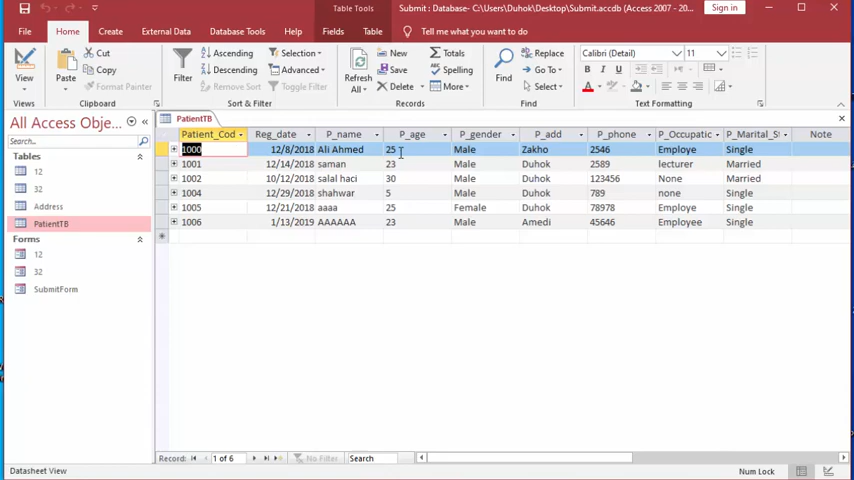 Table Tools
Submit : Database- C:\Users\Duhok\Desktop\Submit.accdb (Access 2007 - 20...
Sign in
File Home Create External Data Database Tools Help Fields Table Tell me what you want to do
View
Views
Paste
Cut
Copy
Format Painter
Clipboard
Filter
Ascending
Descending
Remove Sort
Selection
Advanced
Toggle Filter
Sort & Filter
Refresh
All
New
Save
Delete
Totals
Spelling
More
Records
Find
Replace
Go To
Select
Find
Calibri (Detail) 11
B I U
A
Text Formatting
All Access Obje...
Search...
Tables
12
32
Address
PatientTB
Forms
12
32
SubmitForm
PatientTB
Patient_Cod Reg_date P_name P_age P_gender P_add P_phone P_Occupatic P_Marital_St Note
1000 12/8/2018 Ali Ahmed 25 Male Zakho 2546 Employe Single
1001 12/14/2018 saman 23 Male Duhok 2589 lecturer Married
1002 10/12/2018 salal haci 30 Male Duhok 123456 None Married
1004 12/29/2018 shahwar 5 Male Duhok 789 none Single
1005 12/21/2018 aaaa 25 Female Duhok 78978 Employe Single
1006 1/13/2019 AAAAAA 23 Male Amedi 45646 Employee Single
Record: 1 of 6 No Filter Search
Datasheet View
Num Lock